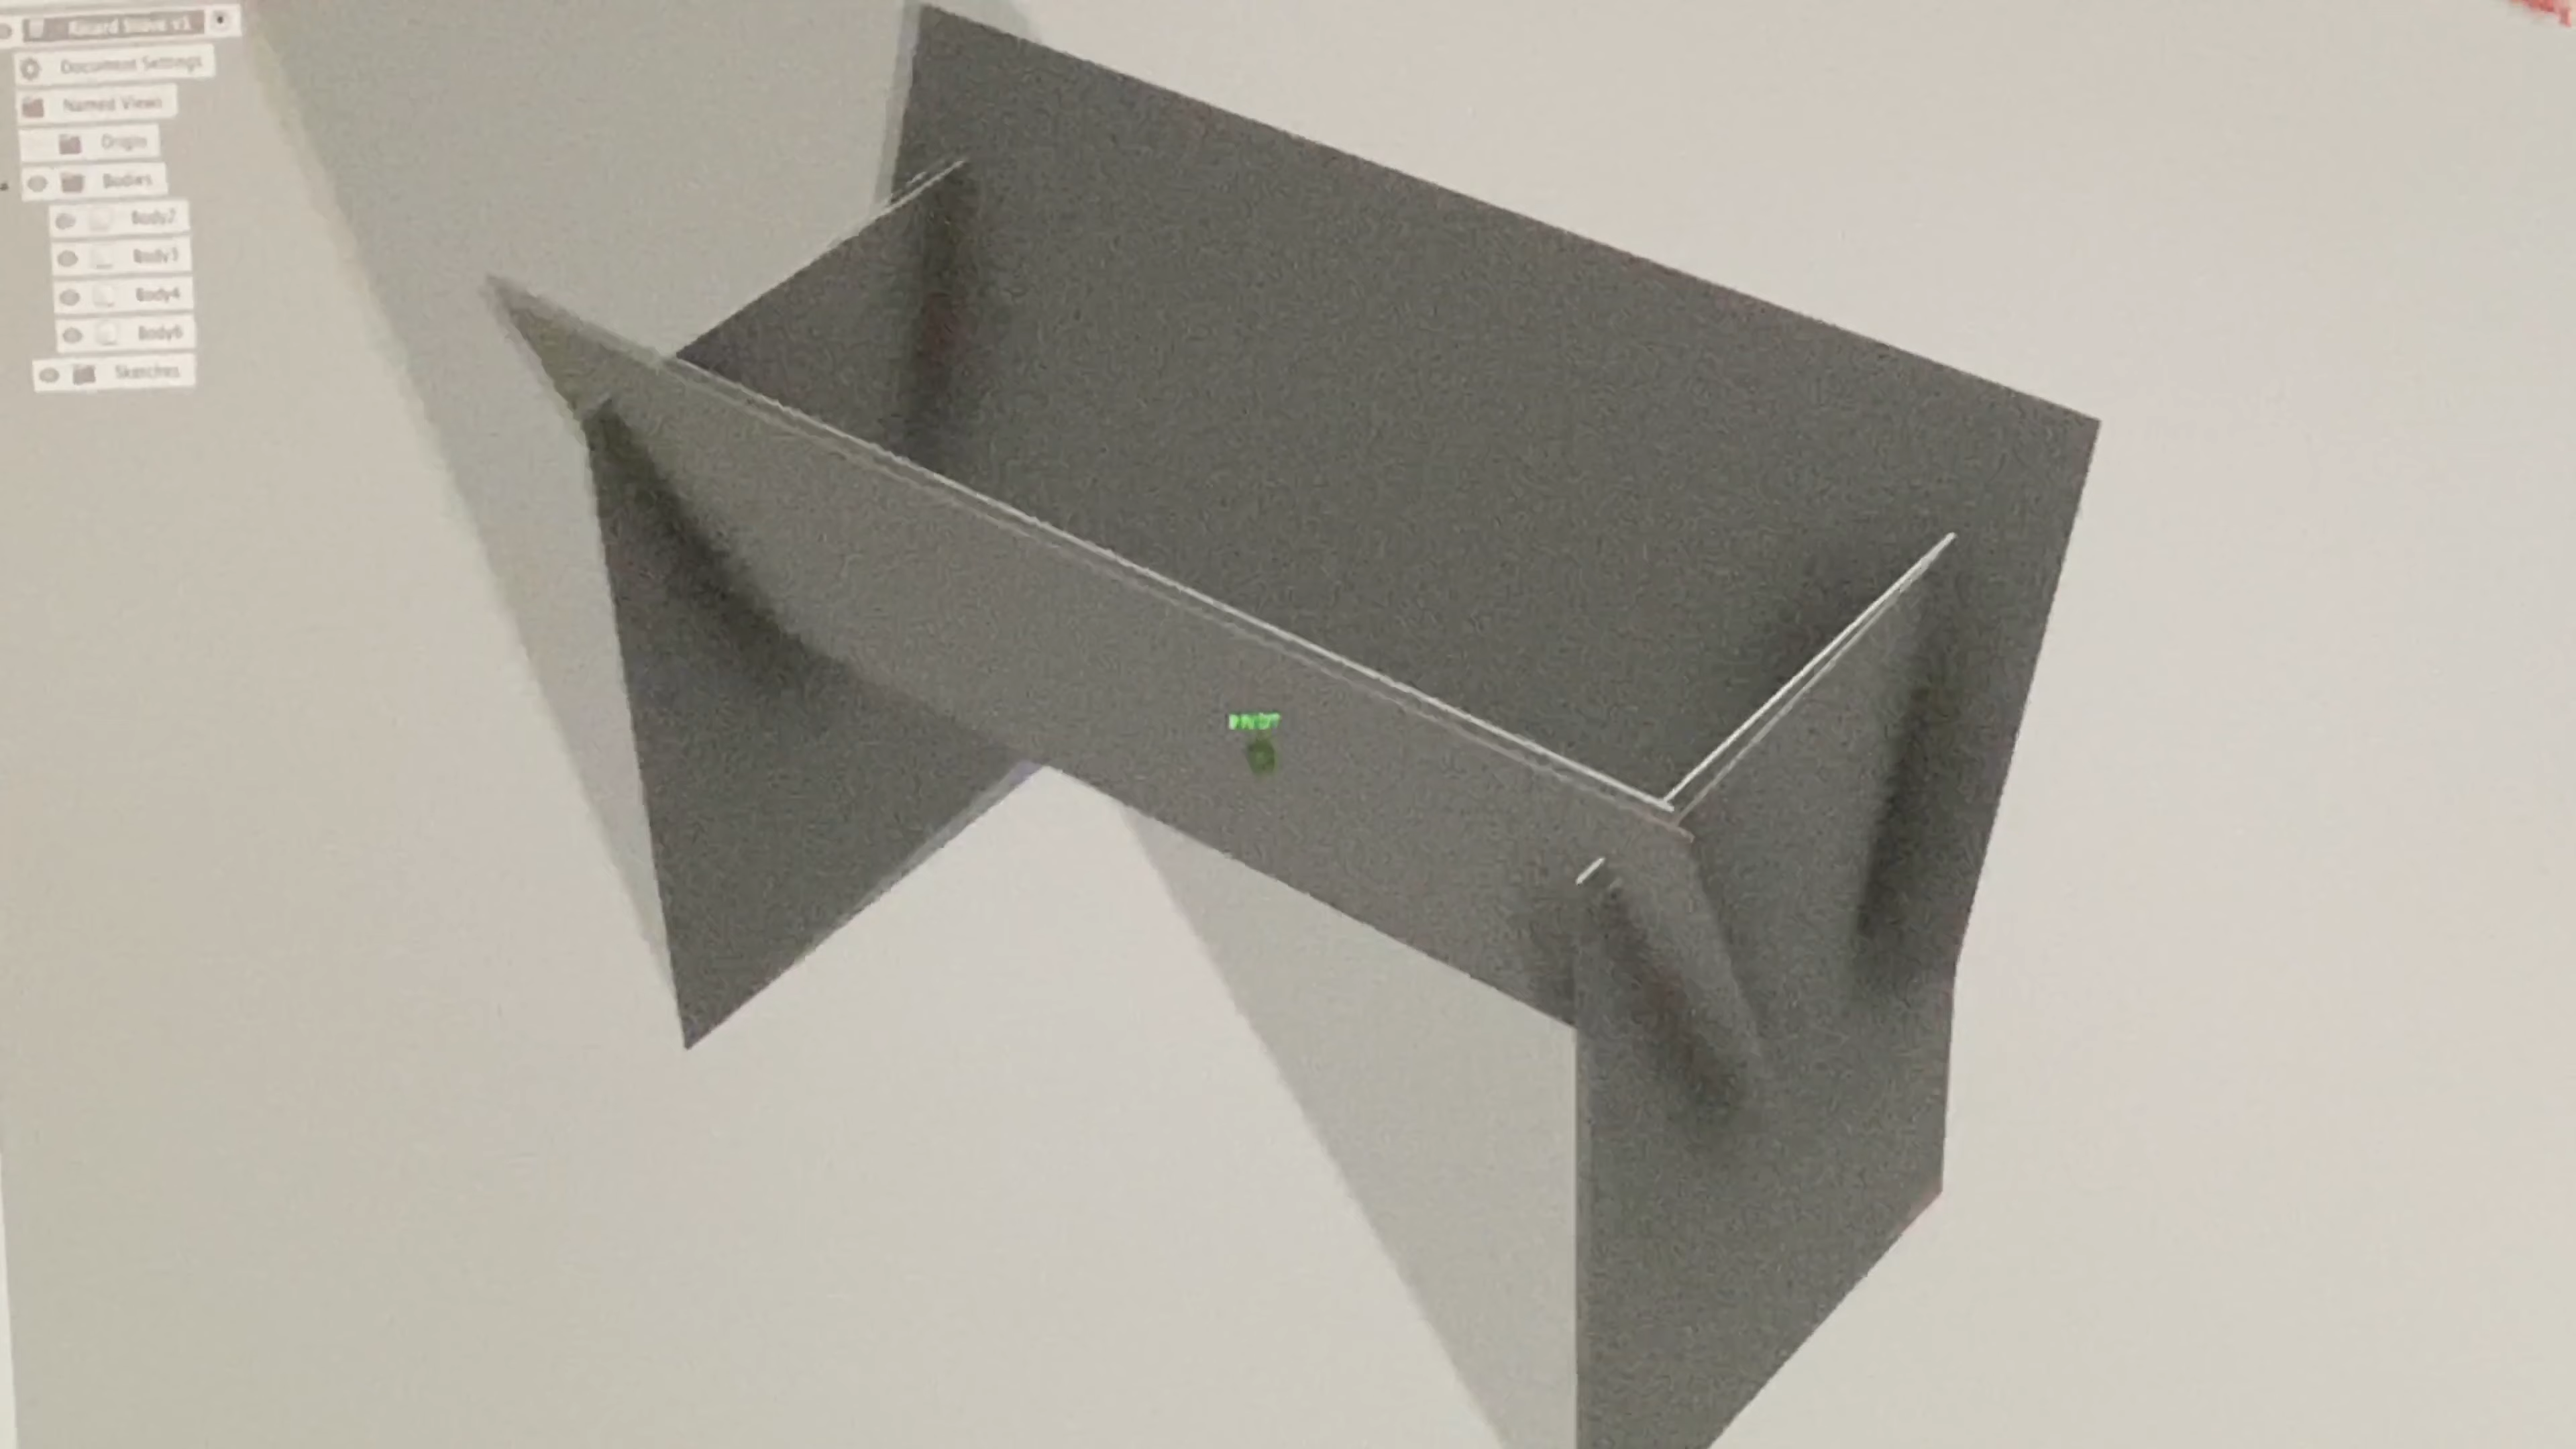 Document Settings
Named Views
Origin
Bodies
Body2
Body3
Body4
Body6
Sketches
PIVOT